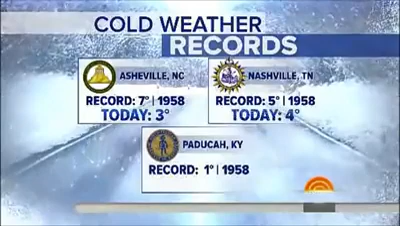 COLD WEATHER
RECORDS
ASHEVILLE, NC
RECORD: 7° | 1958
TODAY: 3°
NASHVILLE, TN
RECORD: 5° | 1958
TODAY: 4°
PADUCAH, KY
RECORD: 1° | 1958